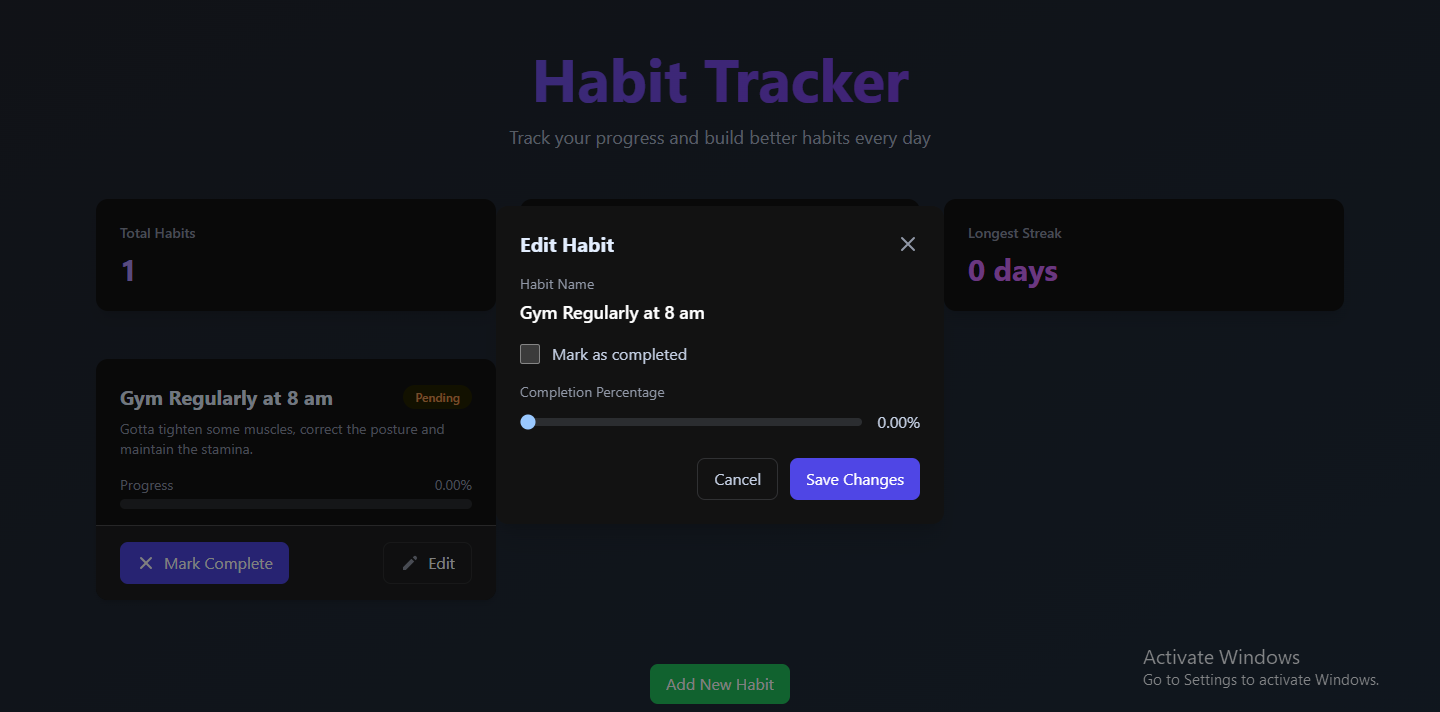 Habit Tracker
Track your progress and build better habits every day
Total Habits
1
Longest Streak
0 days
Edit Habit
Habit Name
Gym Regularly at 8 am
Mark as completed
Completion Percentage
0.00%
Cancel
Save Changes
Gym Regularly at 8 am
Pending
Gotta tighten some muscles, correct the posture and
maintain the stamina.
Progress
0.00%
Mark Complete
Edit
Add New Habit
Activate Windows
Go to Settings to activate Windows.